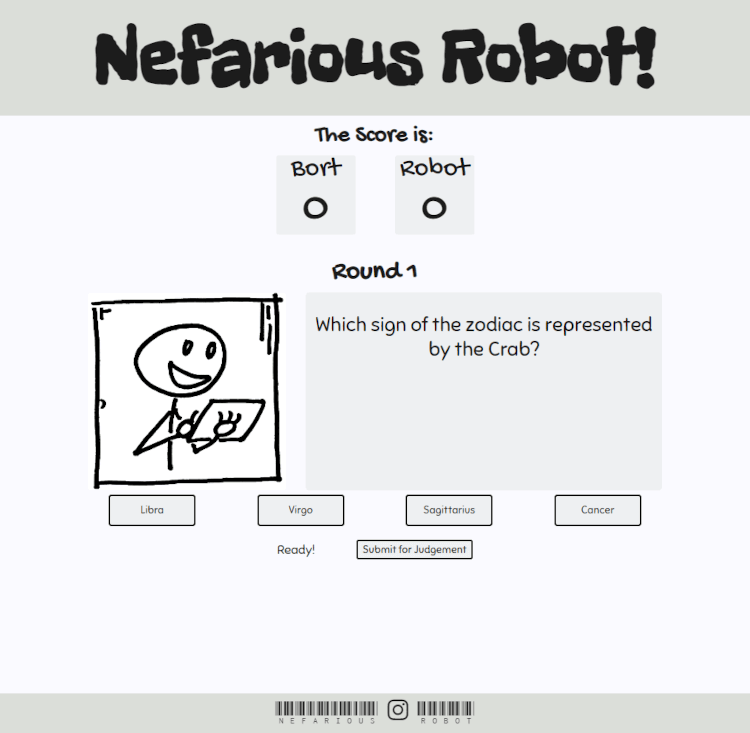 Nefarious Robot!
The Score is:
Bort Robot
0 0
Round 1
Which sign of the zodiac is represented
by the Crab?
Libra Virgo Sagittarius Cancer
Ready! Submit for Judgement
NEFARIOUS ROBOT